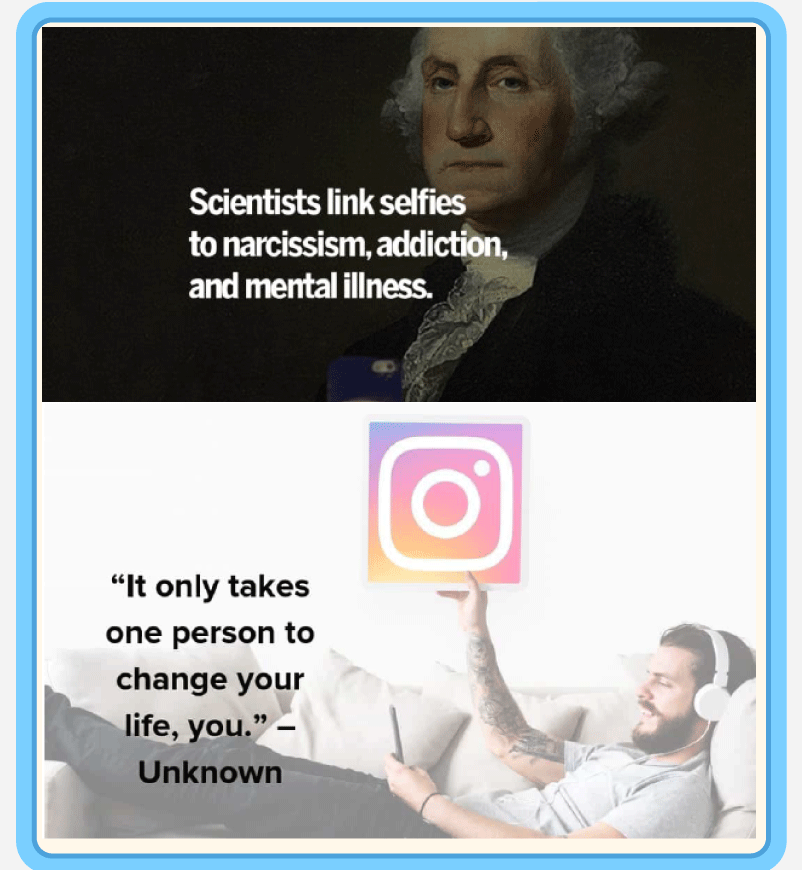 Scientists link selfies
to narcissism, addiction,
and mental illness.
“It only takes
one person to
change your
life, you.” –
Unknown